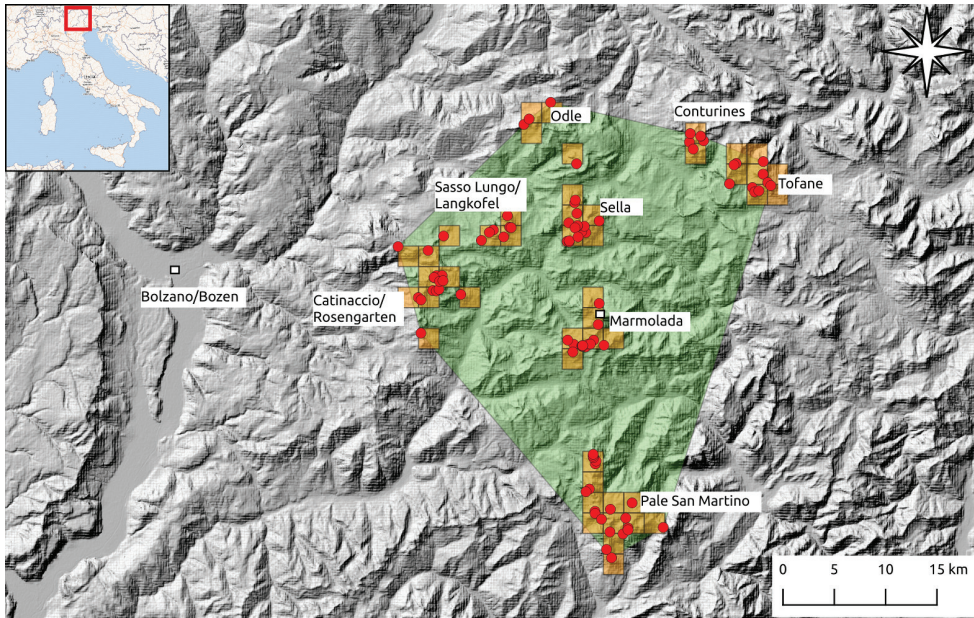 Odle
Conturines
Tofane
Sasso Lungo/
Langkofel
Sella
Bolzano/Bozen
Catinaccio/
Rosengarten
Marmolada
Pale San Martino
0 5 10 15 km